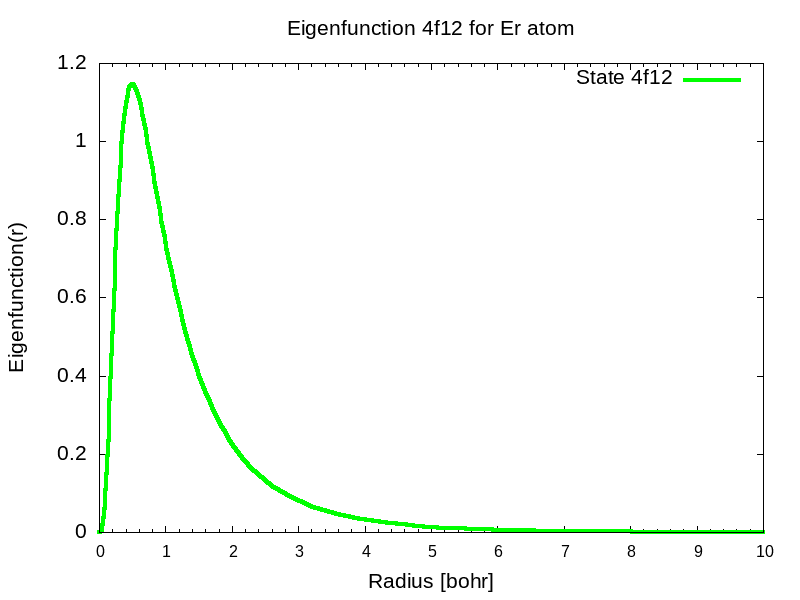 Eigenfunction 4f12 for Er atom
State 4f12
1.2
1
0.8
0.6
0.4
0.2
0
Eigenfunction(r)
0 1 2 3 4 5 6 7 8 9 10
Radius [bohr]